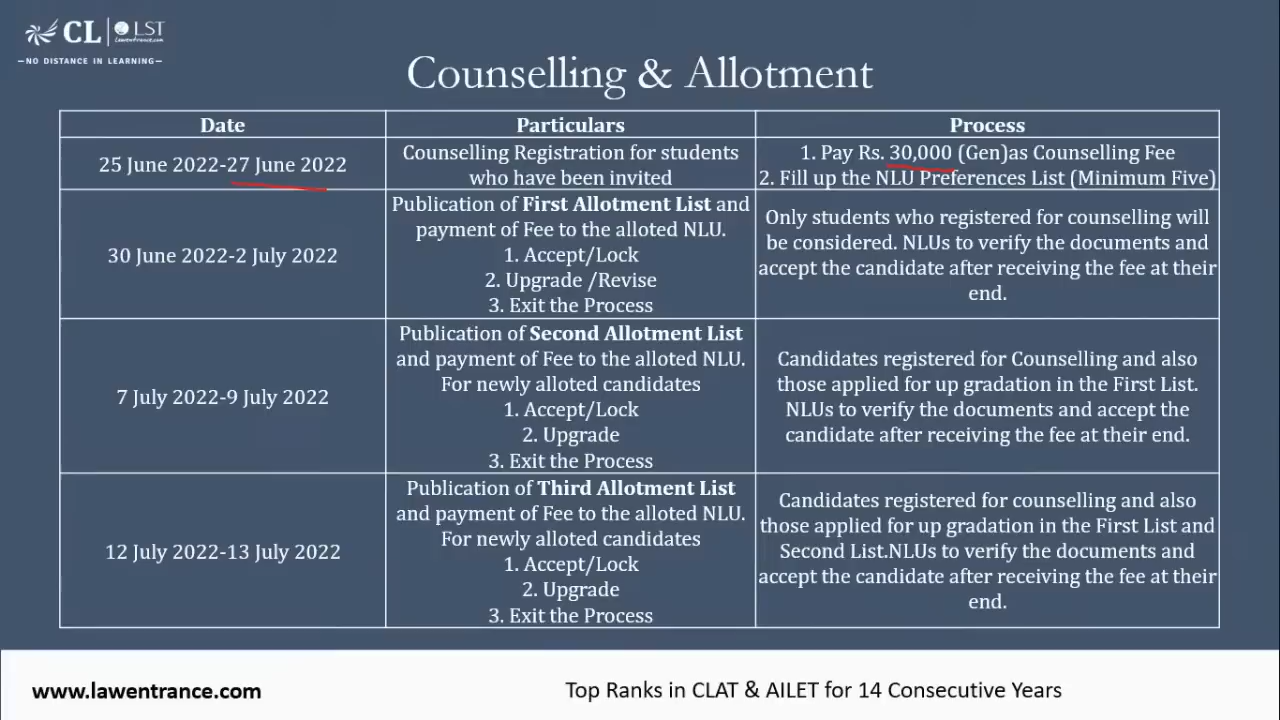 CL LST
Lawentrance.com
—NO DISTANCE IN LEARNING—
Counselling & Allotment
Date
Particulars
Process
25 June 2022-27 June 2022
Counselling Registration for students
who have been invited
1. Pay Rs. 30,000 (Gen)as Counselling Fee
2. Fill up the NLU Preferences List (Minimum Five)
30 June 2022-2 July 2022
Publication of First Allotment List and
payment of Fee to the alloted NLU.
1. Accept/Lock
2. Upgrade /Revise
3. Exit the Process
Only students who registered for counselling will
be considered. NLUs to verify the documents and
accept the candidate after receiving the fee at their
end.
7 July 2022-9 July 2022
Publication of Second Allotment List
and payment of Fee to the alloted NLU.
For newly alloted candidates
1. Accept/Lock
2. Upgrade
3. Exit the Process
Candidates registered for Counselling and also
those applied for up gradation in the First List.
NLUs to verify the documents and accept the
candidate after receiving the fee at their end.
12 July 2022-13 July 2022
Publication of Third Allotment List
and payment of Fee to the alloted NLU.
For newly alloted candidates
1. Accept/Lock
2. Upgrade
3. Exit the Process
Candidates registered for counselling and also
those applied for up gradation in the First List and
Second List.NLUs to verify the documents and
accept the candidate after receiving the fee at their
end.
www.lawentrance.com
Top Ranks in CLAT & AILET for 14 Consecutive Years